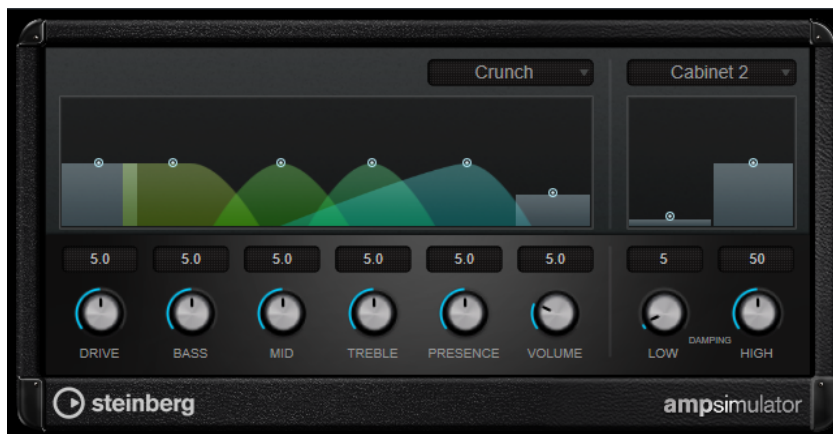 Crunch
Cabinet 2
5.0 5.0 5.0 5.0 5.0 5.0 5 50
DAMPING
DRIVE BASS MID TREBLE PRESENCE VOLUME LOW HIGH
steinberg ampsimulator